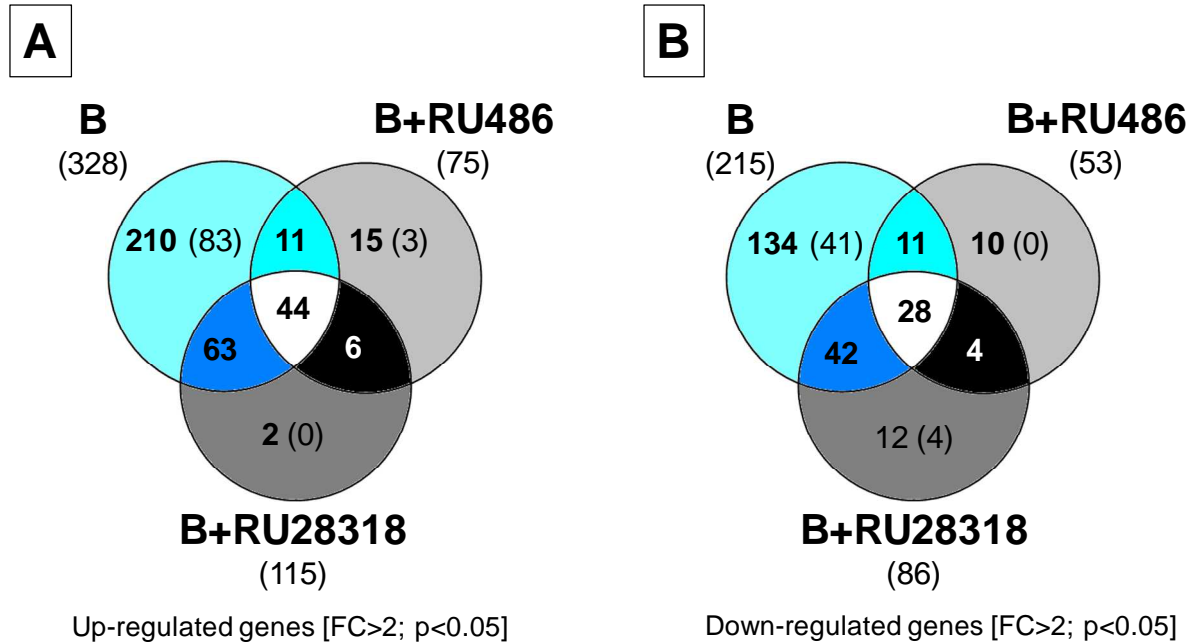 A
B
B+RU486
(328)
(75)
210 (83)
11
15 (3)
44
63
6
2 (0)
B+RU28318
(115)
Up-regulated genes [FC>2; p<0.05]
B
B
B+RU486
(215)
(53)
134 (41)
11
10 (0)
28
42
4
12 (4)
B+RU28318
(86)
Down-regulated genes [FC>2; p<0.05]